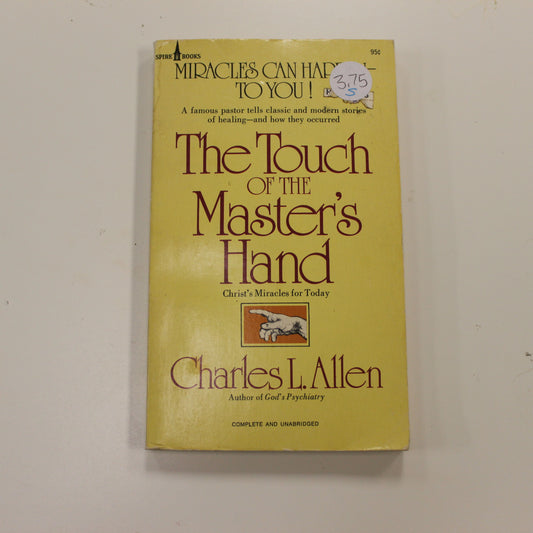 SPIRE BOOKS
95¢
MIRACLES CAN
TO YOU!
3.75
S
A famous pastor tells classic and modern stories
of healing—and how they occurred
The Touch
OF THE
Master's
Hand
Christ's Miracles for Today
Charles L. Allen
Author of God's Psychiatry
COMPLETE AND UNABRIDGED